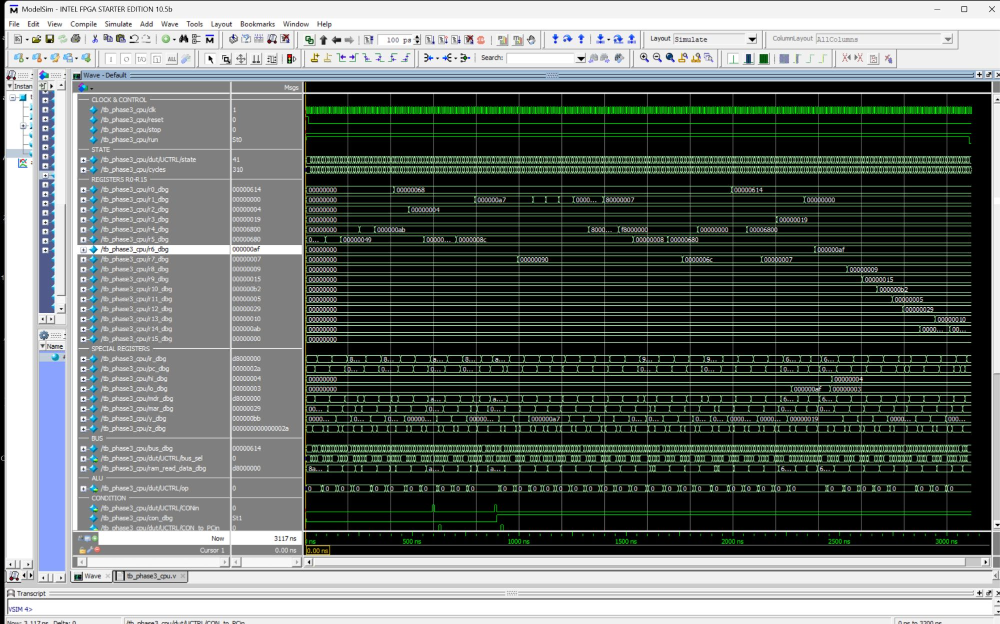 ModelSim - INTEL FPGA STARTER EDITION 10.5b
File Edit View Compile Simulate Add Wave Tools Layout Bookmarks Window Help
100 ps Layout Simulate ColumnLayout AllColumns
Search:
Instan Wave - Default
Msgs
CLOCK & CONTROL
/tb_phase3_cpu/clk 1
/tb_phase3_cpu/reset 0
/tb_phase3_cpu/stop 0
/tb_phase3_cpu/run St0
STATE
/tb_phase3_cpu/dut/UCTRL/state 41
/tb_phase3_cpu/cycles 310
REGISTERS R0-R15
/tb_phase3_cpu/r0_dbg 00000614 00000000 00000068 00000614
/tb_phase3_cpu/r1_dbg 00000000 00000000 000000a7 0000... 80000007 00000000
/tb_phase3_cpu/r2_dbg 00000004 00000000 00000004
/tb_phase3_cpu/r3_dbg 00000019 00000000 00000019
/tb_phase3_cpu/r4_dbg 00006800 00000000 000000ab 8000... f8000000 00000000 00006800
/tb_phase3_cpu/r5_dbg 00000680 0... 00000049 00000... 0000008c 00000008 00000680
/tb_phase3_cpu/r6_dbg 000000af 00000000 000000af
/tb_phase3_cpu/r7_dbg 00000007 00000000 00000090 0000006c 00000007
/tb_phase3_cpu/r8_dbg 00000009 00000000 00000009
/tb_phase3_cpu/r9_dbg 00000015 00000000 00000015
/tb_phase3_cpu/r10_dbg 000000b2 00000000 000000b2
/tb_phase3_cpu/r11_dbg 00000005 00000000 00000005
/tb_phase3_cpu/r12_dbg 00000029 00000000 00000029
/tb_phase3_cpu/r13_dbg 00000010 00000000 00000010
/tb_phase3_cpu/r14_dbg 000000ab 00000000 0000... 00...
/tb_phase3_cpu/r15_dbg 00000000 00000000
SPECIAL REGISTERS
Name
/tb_phase3_cpu/ir_dbg d8000000 8... 8... a... 8... a... 9... 9... 6... 6...
/tb_phase3_cpu/pc_dbg 0000002a 0... 0... 0... 0... 0... 0... 0... 0...
/tb_phase3_cpu/hi_dbg 00000004 00000000 00000004
/tb_phase3_cpu/lo_dbg 00000003 00000000 000000af 00000003
/tb_phase3_cpu/mdr_dbg d8000000 a... a... 6... 6...
/tb_phase3_cpu/mar_dbg 00000029 00... 0... 0... 0... 0...
/tb_phase3_cpu/y_dbg 000000bb 0000... 0... 0... 00000... 00000... 000000a7 0... 0... 0... 0... 0000... 0000... 00000019 0000... 000...
/tb_phase3_cpu/z_dbg 000000000000002a
BUS
/tb_phase3_cpu/bus_dbg 00000614
/tb_phase3_cpu/dut/UCTRL/bus_sel 0
/tb_phase3_cpu/ram_read_data_dbg d8000000 8a... a... a... 6... 6...
ALU
/tb_phase3_cpu/dut/UCTRL/op 0 0 0 0 0 0 0 0 0 0 0 0 0 0 0 0 0 0 0 0 0 0 0 0 0 0 0 0 0 0 0 0 0 0 0 0
CONDITION
/tb_phase3_cpu/dut/UCTRL/CONin 0
/tb_phase3_cpu/con_dbg St1
/tb_phase3_cpu/dut/UCTRL/CON_to_PCin 0
Now 3117 ns ns 500 ns 1000 ns 1500 ns 2000 ns 2500 ns 3000 ns
Cursor 1 0.00 ns 0.00 ns
Wave tb_phase3_cpu.v
Transcript
VSIM 4>
Now: 3,117 ns Delta: 0 /tb_phase3_cpu/dut/UCTRL/CON_to_PCin 0 ns to 3200 ns